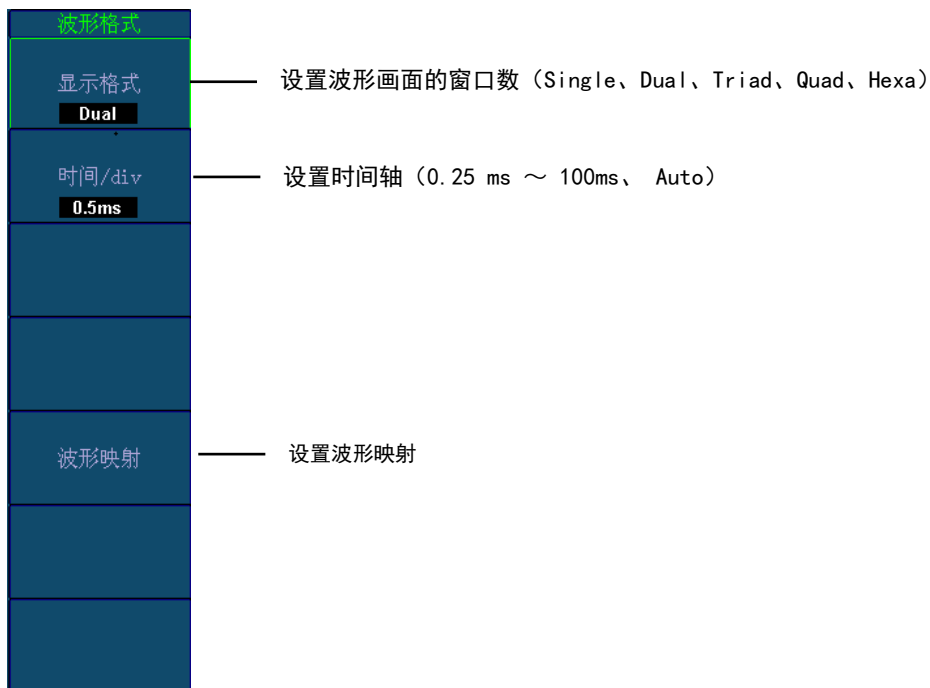 波形格式
显示格式
Dual
设置波形画面的窗口数（Single、Dual、Triad、Quad、Hexa）
时间/div
0.5ms
设置时间轴（0.25 ms ～ 100ms、 Auto）
波形映射
设置波形映射